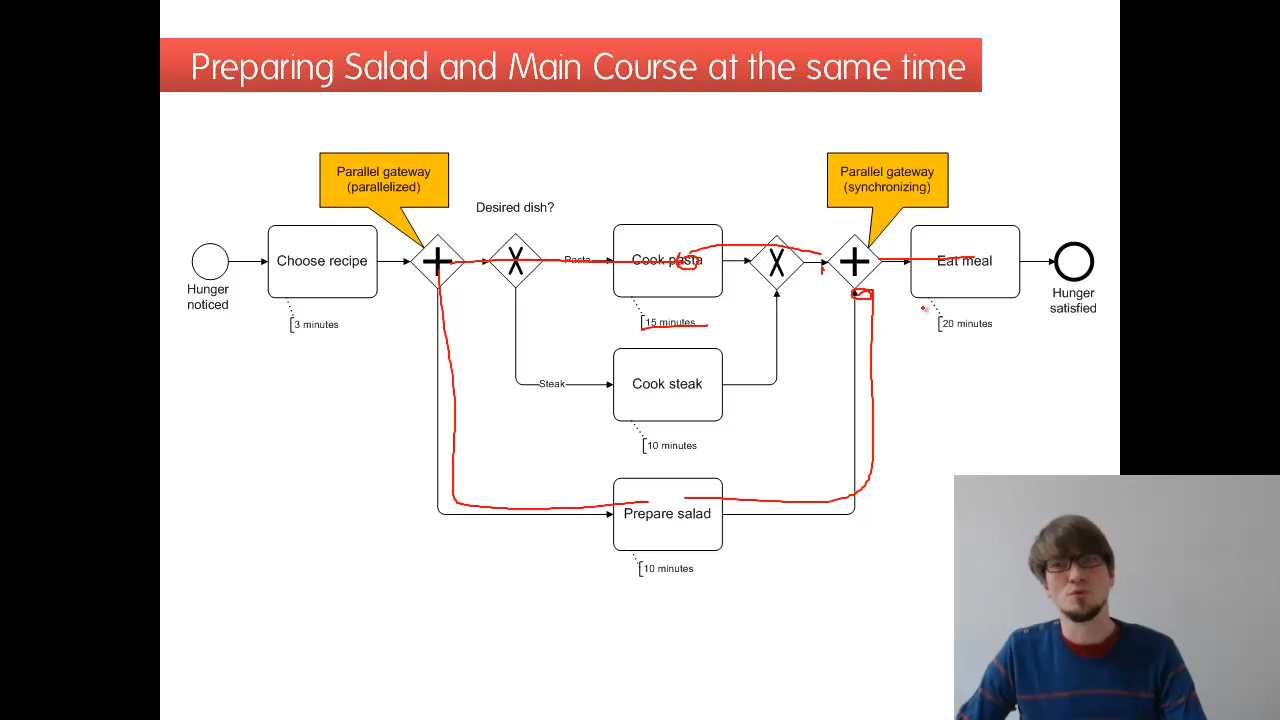 Preparing Salad and Main Course at the same time
Parallel gateway
(parallelized)
Parallel gateway
(synchronizing)
Desired dish?
Choose recipe
Pasta
Cook pasta
Eat meal
Hunger
noticed
Hunger
satisfied
3 minutes
15 minutes
20 minutes
Steak
Cook steak
10 minutes
Prepare salad
10 minutes